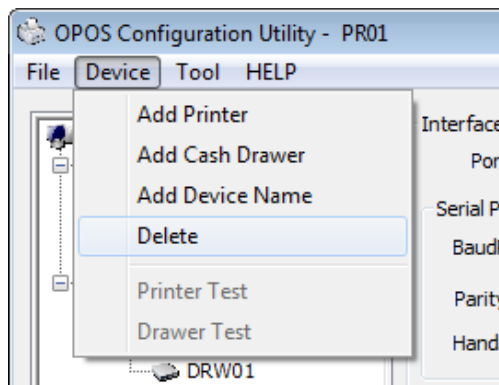 OPOS Configuration Utility - PR01
File Device Tool HELP
Add Printer
Add Cash Drawer
Add Device Name
Delete
Printer Test
Drawer Test
DRW01
Interface
Por
Serial P
Baud
Parity
Hand